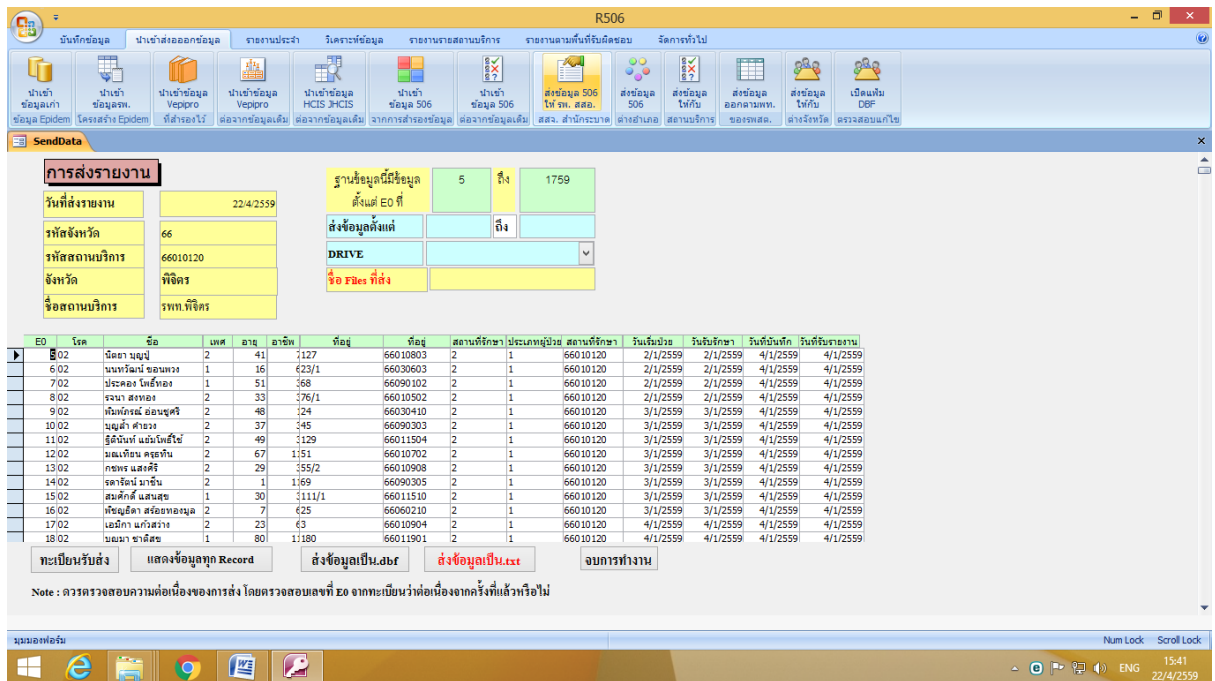 R506
บันทึกข้อมูล นำเข้าส่งออกข้อมูล รายงานประจำ วิเคราะห์ข้อมูล รายงานรายสถานบริการ รายงานตามพื้นที่รับผิดชอบ จัดการทั่วไป
นำเข้า นำเข้า นำเข้าข้อมูล นำเข้าข้อมูล นำเข้าข้อมูล นำเข้า นำเข้า ส่งข้อมูล 506 ส่งข้อมูล ส่งข้อมูล ส่งข้อมูล ส่งข้อมูล เปิดแฟ้ม
ข้อมูลเก่า ข้อมูลรพ. Vepipro Vepipro HCIS JHCIS ข้อมูล 506 ข้อมูล 506 ให้ รพ. สสอ. 506 ให้กับ ออกตามพท. ให้กับ DBF
ข้อมูล Epidem โครงสร้าง Epidem ที่สำรองไว้ ต่อจากข้อมูลเดิม ต่อจากข้อมูลเดิม จากการสำรองข้อมูล ต่อจากข้อมูลเดิม สสจ. สำนักระบาด ต่างอำเภอ สถานบริการ ของรพสต. ต่างจังหวัด ตรวจสอบแก้ไข
SendData
การส่งรายงาน
วันที่ส่งรายงาน 22/4/2559
รหัสจังหวัด 66
รหัสสถานบริการ 66010120
จังหวัด พิจิตร
ชื่อสถานบริการ รพท.พิจิตร
ฐานข้อมูลนี้มีข้อมูล
ตั้งแต่ E0 ที่ 5 ถึง 1759
ส่งข้อมูลตั้งแต่ ถึง
DRIVE
ชื่อ Files ที่ส่ง
E0 โรค ชื่อ เพศ อายุ อาชีพ ที่อยู่ ที่อยู่ สถานที่รักษา ประเภทผู้ป่วย สถานที่รักษา วันเริ่มป่วย วันรับรักษา วันที่บันทึก วันที่รับรายงาน
5 02 นิตยา บุญปู่ 2 41 7 127 66010803 2 1 66010120 2/1/2559 2/1/2559 4/1/2559 4/1/2559
6 02 นนทวัฒน์ ขอนพวง 1 16 6 23/1 66030603 2 1 66010120 2/1/2559 2/1/2559 4/1/2559 4/1/2559
7 02 ประคอง โพธิ์ทอง 1 51 3 68 66090102 2 1 66010120 2/1/2559 2/1/2559 4/1/2559 4/1/2559
8 02 รจนา สงทอง 2 33 3 76/1 66010502 2 1 66010120 2/1/2559 2/1/2559 4/1/2559 4/1/2559
9 02 พิมพ์ภรณ์ อ่อนชูศรี 2 48 24 66030410 2 1 66010120 3/1/2559 3/1/2559 4/1/2559 4/1/2559
10 02 บุญล้ำ คำยวง 2 37 3 45 66090303 2 1 66010120 3/1/2559 3/1/2559 4/1/2559 4/1/2559
11 02 ฐิตินันท์ แย้มโพธิ์ใช้ 2 49 3 129 66011504 2 1 66010120 3/1/2559 3/1/2559 4/1/2559 4/1/2559
12 02 มณเทียน ครุธทิน 2 67 1 151 66010702 2 1 66010120 3/1/2559 3/1/2559 4/1/2559 4/1/2559
13 02 กชพร แสงศิริ 2 29 3 55/2 66010908 2 1 66010120 3/1/2559 3/1/2559 4/1/2559 4/1/2559
14 02 รดารัตน์ มาชื่น 2 1 1 169 66090305 2 1 66010120 3/1/2559 3/1/2559 4/1/2559 4/1/2559
15 02 สมศักดิ์ แสนสุข 1 30 3 111/1 66011510 2 1 66010120 3/1/2559 3/1/2559 4/1/2559 4/1/2559
16 02 พิชญธิดา สร้อยทองมูล 2 7 6 25 66060210 2 1 66010120 3/1/2559 3/1/2559 4/1/2559 4/1/2559
17 02 เอมิกา แก้วสว่าง 2 23 6 3 66010904 2 1 66010120 4/1/2559 4/1/2559 4/1/2559 4/1/2559
18 02 บุญมา ชาติสุข 1 80 11 180 66011901 2 1 66010120 4/1/2559 4/1/2559 4/1/2559 4/1/2559
ทะเบียนรับส่ง แสดงข้อมูลทุก Record ส่งข้อมูลเป็น.dbf ส่งข้อมูลเป็น.txt จบการทำงาน
Note : ควรตรวจสอบความต่อเนื่องของการส่ง โดยตรวจสอบเลขที่ E0 จากทะเบียนว่าต่อเนื่องจากครั้งที่แล้วหรือไม่
มุมมองฟอร์ม Num Lock Scroll Lock
ENG 15:41
22/4/2559